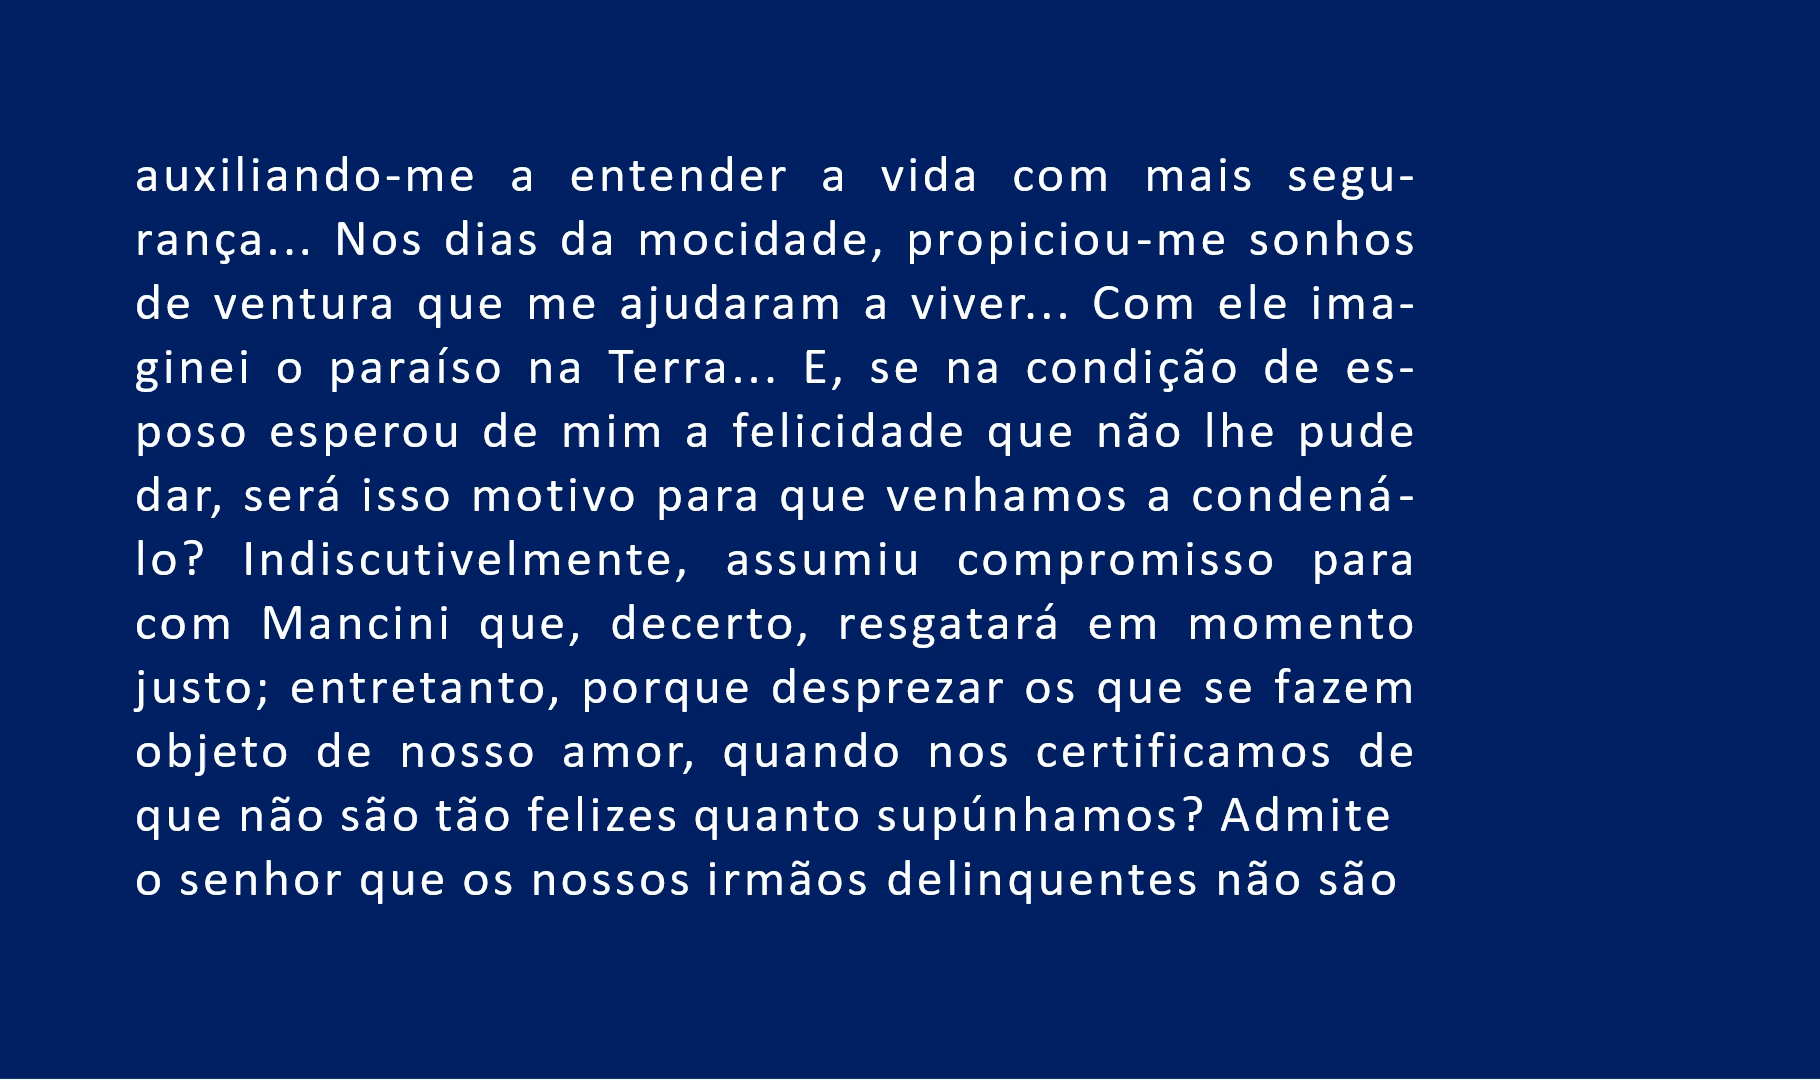 auxiliando-me a entender a vida com mais segu-
rança... Nos dias da mocidade, propiciou-me sonhos
de ventura que me ajudaram a viver... Com ele ima-
ginei o paraíso na Terra... E, se na condição de es-
poso esperou de mim a felicidade que não lhe pude
dar, será isso motivo para que venhamos a condená-
lo? Indiscutivelmente, assumiu compromisso para
com Mancini que, decerto, resgatará em momento
justo; entretanto, porque desprezar os que se fazem
objeto de nosso amor, quando nos certificamos de
que não são tão felizes quanto supúnhamos? Admite
o senhor que os nossos irmãos delinquentes não são